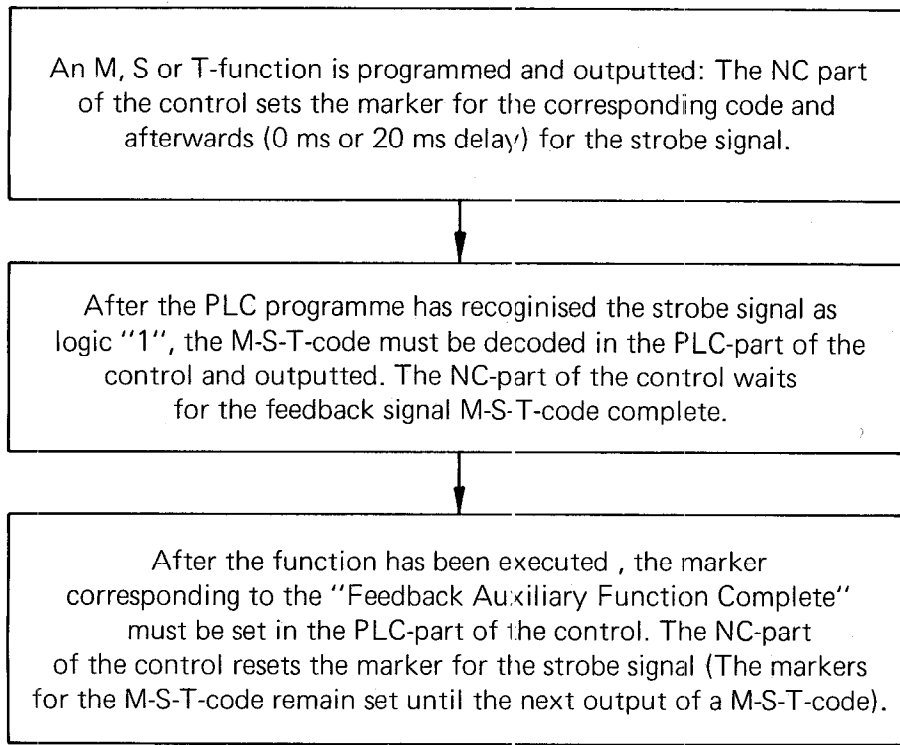 An M, S or T-function is programmed and outputted: The NC part
of the control sets the marker for the corresponding code and
afterwards (0 ms or 20 ms delay) for the strobe signal.
After the PLC programme has recoginised the strobe signal as
logic "1", the M-S-T-code must be decoded in the PLC-part of the
control and outputted. The NC-part of the control waits
for the feedback signal M-S-T-code complete.
After the function has been executed , the marker
corresponding to the "Feedback Auxiliary Function Complete"
must be set in the PLC-part of the control. The NC-part
of the control resets the marker for the strobe signal (The markers
for the M-S-T-code remain set until the next output of a M-S-T-code).